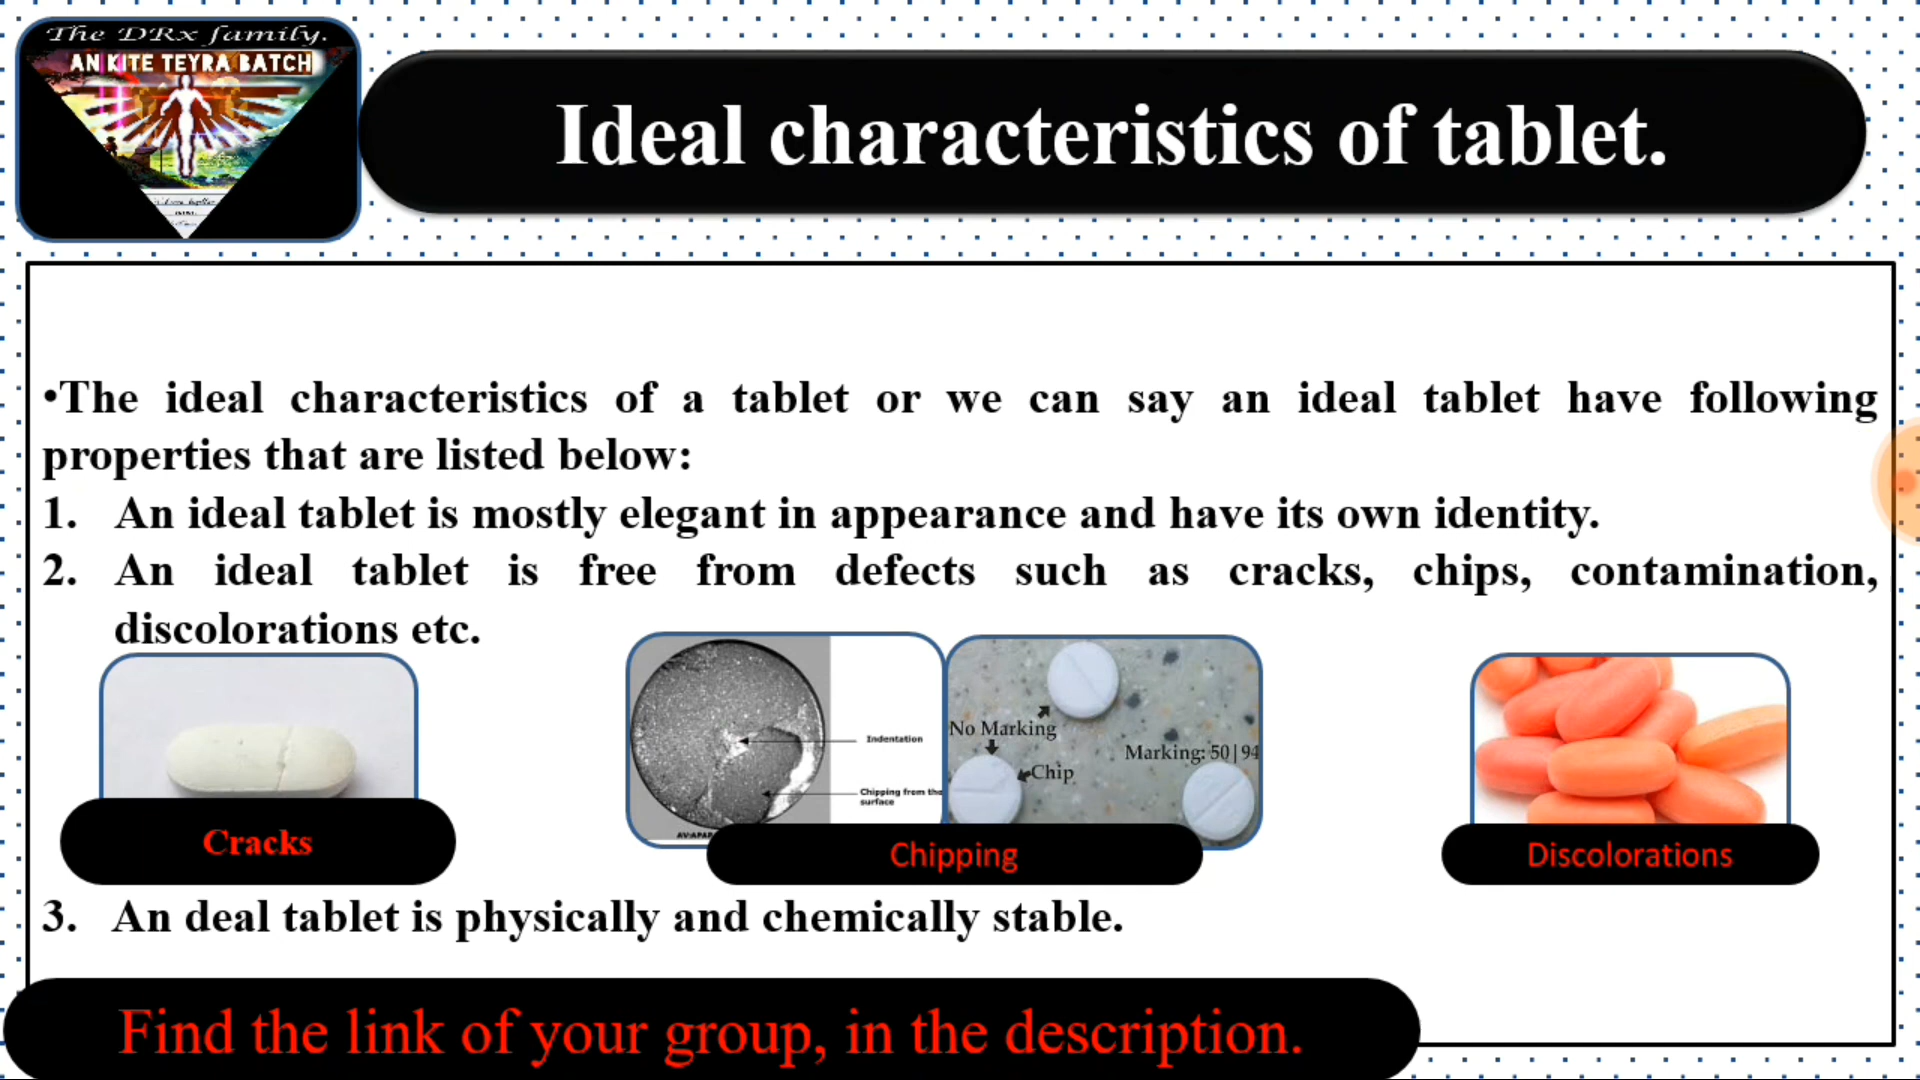 The DRx family.
AN KITE TEYRA BATCH
Ideal characteristics of tablet.
•The ideal characteristics of a tablet or we can say an ideal tablet have following
properties that are listed below:
1. An ideal tablet is mostly elegant in appearance and have its own identity.
2. An ideal tablet is free from defects such as cracks, chips, contamination,
discolorations etc.
Indentation
Chipping from the
surface
No Marking
Chip
Marking: 50|94
Cracks
Chipping
Discolorations
3. An deal tablet is physically and chemically stable.
Find the link of your group, in the description.